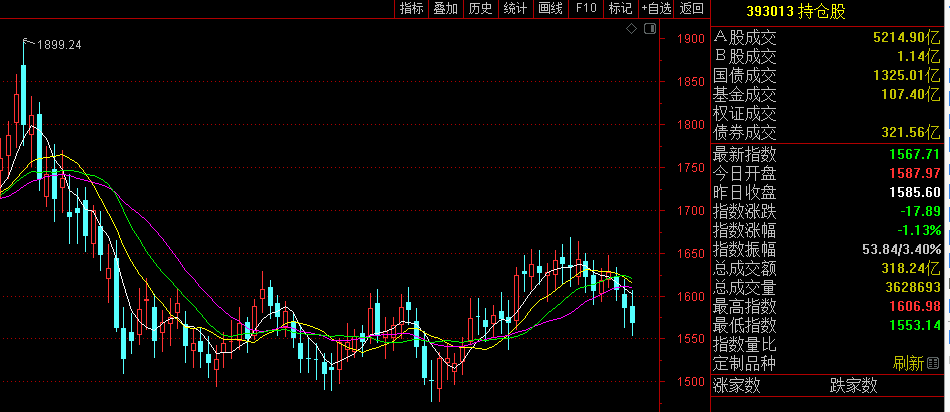 指标 叠加 历史 统计 画线 F10 标记 +自选 返回
1899.24
1900
1850
1800
1750
1700
1650
1600
1550
1500
393013 持仓股
A股成交 5214.90亿
B股成交 1.14亿
国债成交 1325.01亿
基金成交 107.40亿
权证成交
债券成交 321.56亿
最新指数 1567.71
今日开盘 1587.97
昨日收盘 1585.60
指数涨跌 -17.89
指数涨幅 -1.13%
指数振幅 53.84/3.40%
总成交额 318.24亿
总成交量 3628693
最高指数 1606.98
最低指数 1553.14
指数量比
定制品种 刷新
涨家数 跌家数